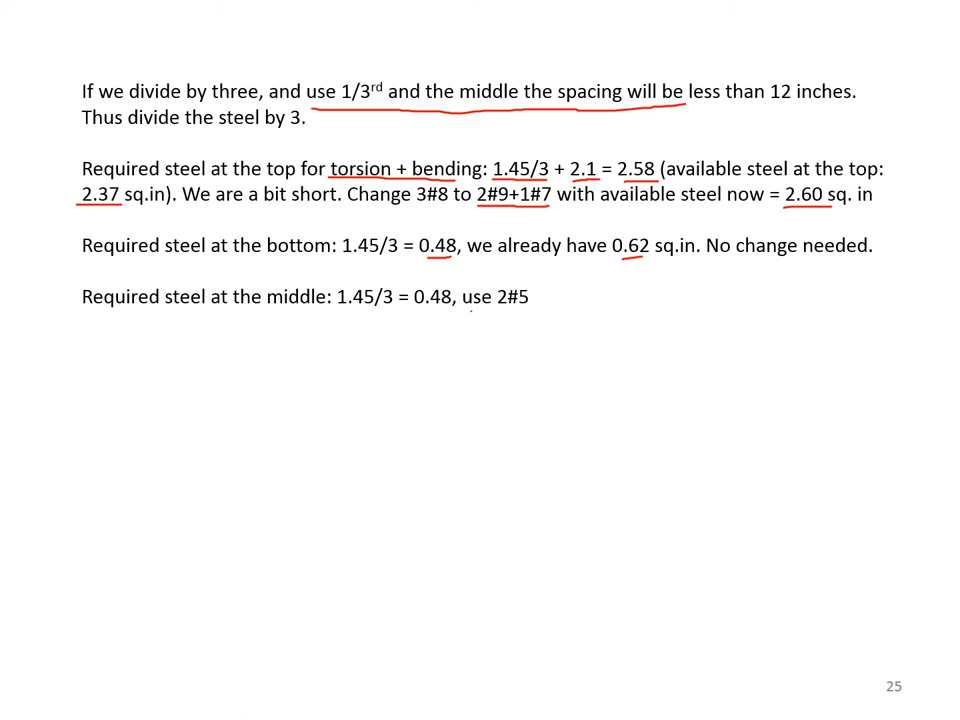 If we divide by three, and use 1/3rd and the middle the spacing will be less than 12 inches.
Thus divide the steel by 3.
Required steel at the top for torsion + bending: 1.45/3 + 2.1 = 2.58 (available steel at the top:
2.37 sq.in). We are a bit short. Change 3#8 to 2#9+1#7 with available steel now = 2.60 sq. in
Required steel at the bottom: 1.45/3 = 0.48, we already have 0.62 sq.in. No change needed.
Required steel at the middle: 1.45/3 = 0.48, use 2#5
25